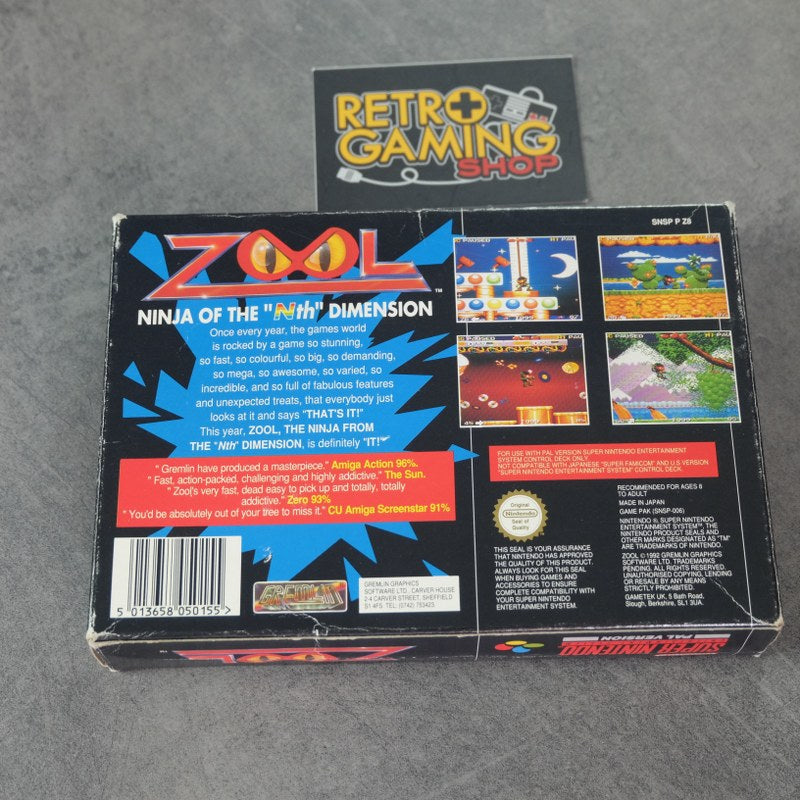 RETRO
GAMING
SHOP
SNSP P Z8
ZOOL
TM
NINJA OF THE "Nth" DIMENSION
Once every year, the games world
is rocked by a game so stunning,
so fast, so colourful, so big, so demanding,
so mega, so awesome, so varied, so
incredible, and so full of fabulous features
and unexpected treats, that everybody just
looks at it and says "THAT'S IT!"
This year, ZOOL, THE NINJA FROM
THE "Nth" DIMENSION, is definitely "IT!"
"Gremlin have produced a masterpiece." Amiga Action 96%.
"Fast, action-packed, challenging and highly addictive." The Sun.
"Zool's very fast, dead easy to pick up and totally, totally
addictive." Zero 93%
"You'd be absolutely out of your tree to miss it." CU Amiga Screenstar 91%
5 013658 050155 >
GREMLIN
GREMLIN GRAPHICS
SOFTWARE LTD., CARVER HOUSE
2-4 CARVER STREET, SHEFFIELD
S1 4FS. TEL: (0742) 753423.
PAUSED
HI PAU
PAUSED
HI PAU
PAUSED
PAUSED
HI PAU
FOR USE WITH PAL VERSION SUPER NINTENDO ENTERTAINMENT
SYSTEM CONTROL DECK ONLY.
NOT COMPATIBLE WITH JAPANESE "SUPER FAMICOM" AND U.S VERSION
"SUPER NINTENDO ENTERTAINMENT SYSTEM" CONTROL DECK.
Original
Nintendo
Seal of
Quality
THIS SEAL IS YOUR ASSURANCE
THAT NINTENDO HAS APPROVED
THE QUALITY OF THIS PRODUCT.
ALWAYS LOOK FOR THIS SEAL
WHEN BUYING GAMES AND
ACCESSORIES TO ENSURE
COMPLETE COMPATIBILITY WITH
YOUR SUPER NINTENDO
ENTERTAINMENT SYSTEM.
RECOMMENDED FOR AGES 8
TO ADULT
MADE IN JAPAN
GAME PAK (SNSP-006)
NINTENDO ®, SUPER NINTENDO
ENTERTAINMENT SYSTEM™, THE
NINTENDO PRODUCT SEALS AND
OTHER MARKS DESIGNATED AS "TM"
ARE TRADEMARKS OF NINTENDO.
ZOOL © 1992 GREMLIN GRAPHICS
SOFTWARE LTD. TRADEMARKS
PENDING. ALL RIGHTS RESERVED.
UNAUTHORISED COPYING, LENDING
OR RESALE BY ANY MEANS
STRICTLY PROHIBITED.
GAMETEK UK, 5 Bath Road,
Slough, Berkshire, SL1 3UA.
ZOOL
SUPER NINTENDO
PAL VERSION